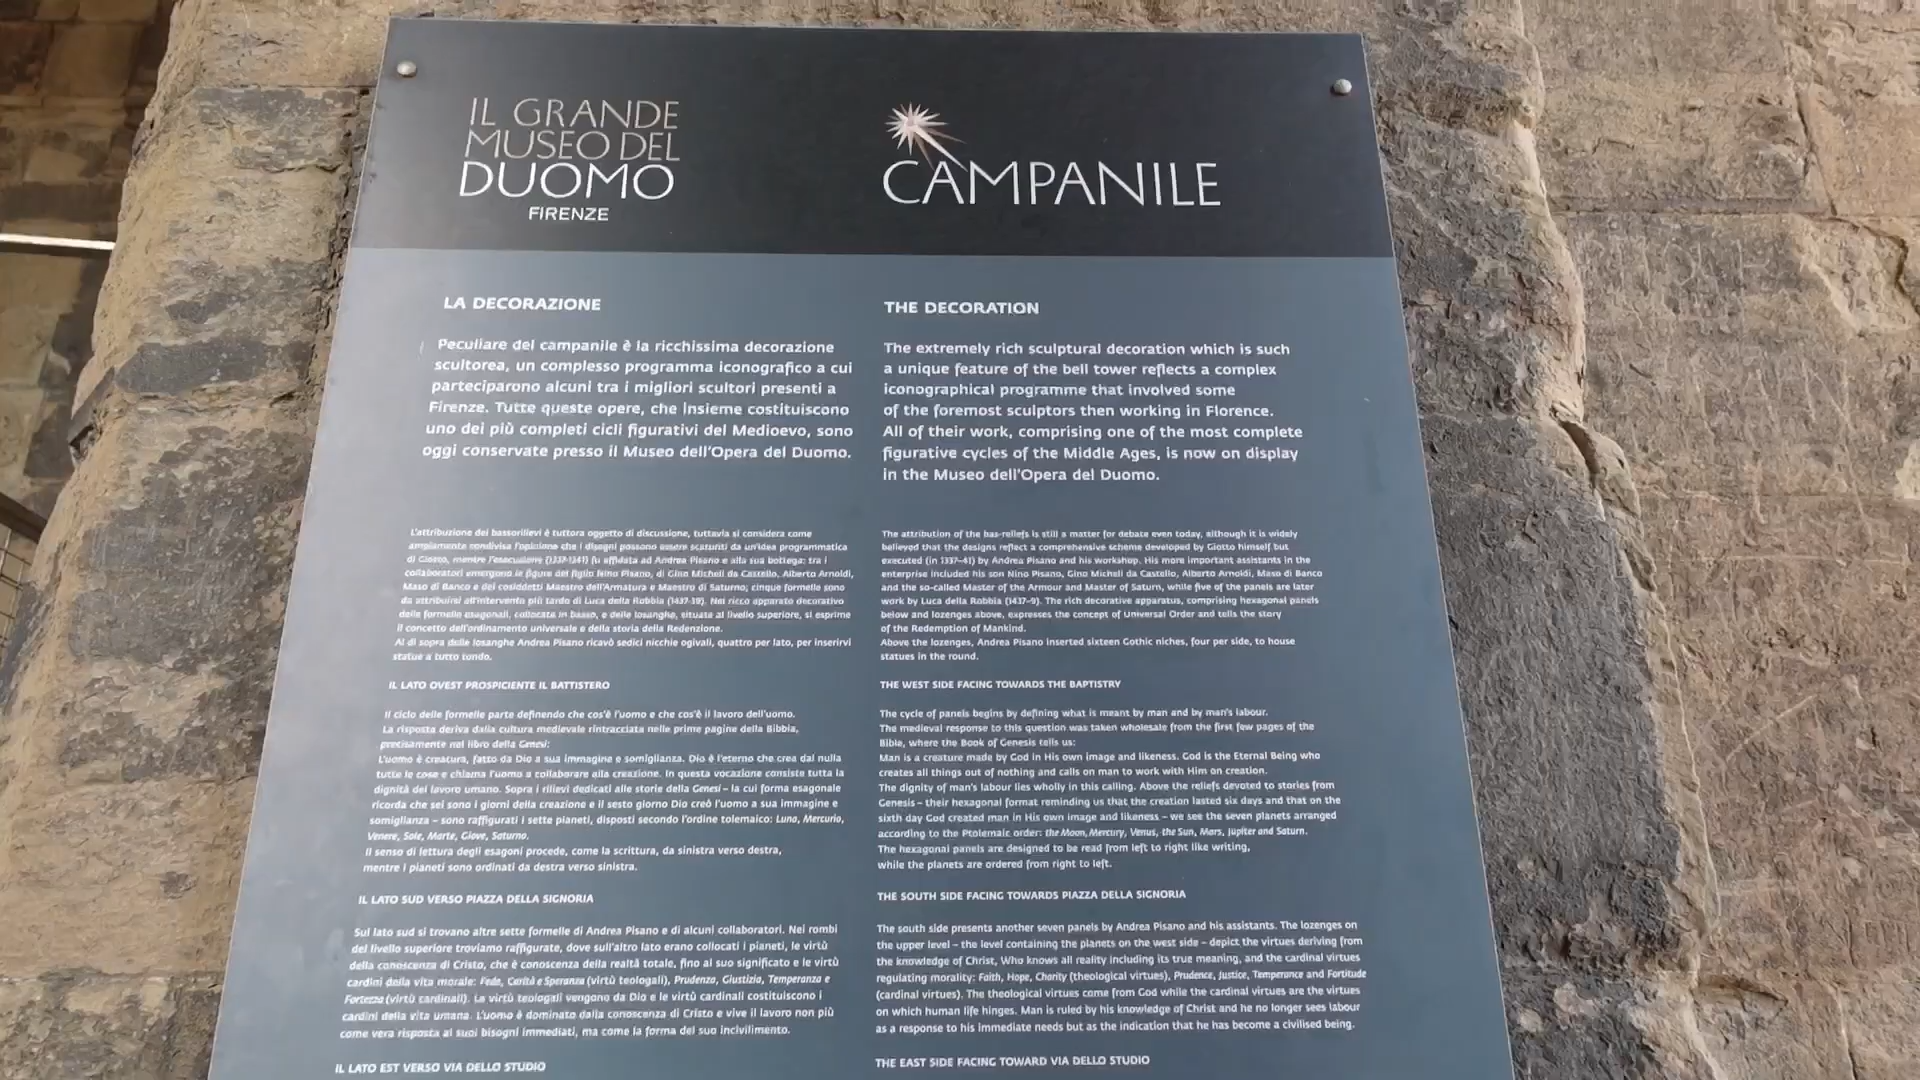 IL GRANDE
MUSEO DEL
DUOMO
FIRENZE
CAMPANILE
LA DECORAZIONE
Peculiare del campanile è la ricchissima decorazione
scultorea, un complesso programma iconografico a cui
parteciparono alcuni tra i migliori scultori presenti a
Firenze. Tutte queste opere, che insieme costituiscono
uno dei più completi cicli figurativi del Medioevo, sono
oggi conservate presso il Museo dell'Opera del Duomo.
L'attribuzione dei bassorilievi è tuttora oggetto di discussione, tuttavia si considera come
ampiamente condivisa l'opinione che i disegni possano essere scaturiti da un'idea programmatica
di Giotto, mentre l'esecuzione (1337-1341) fu affidata ad Andrea Pisano e alla sua bottega: tra i
collaboratori emergono le figure del figlio Nino Pisano, di Gino Micheli da Castello, Alberto Arnoldi,
Maso di Banco e dei cosiddetti Maestro dell'Armatura e Maestro di Saturno; cinque formelle sono
da attribuirsi all'intervento più tardo di Luca della Robbia (1437-39). Nel ricco apparato decorativo
delle formelle esagonali, collocata in basso, e delle losanghe, situate al livello superiore, si esprime
il concetto dell'ordinamento universale e della storia della Redenzione.
Al di sopra delle losanghe Andrea Pisano ricavò sedici nicchie ogivali, quattro per lato, per inserirvi
statue a tutto tondo.
IL LATO OVEST PROSPICIENTE IL BATTISTERO
Il ciclo delle formelle parte definendo che cos'è l'uomo e che cos'è il lavoro dell'uomo.
La risposta deriva dalla cultura medievale rintracciata nelle prime pagine della Bibbia,
precisamente nel libro della Genesi:
L'uomo è creatura, fatto da Dio a sua immagine e somiglianza. Dio è l'eterno che crea dal nulla
tutte le cose e chiama l'uomo a collaborare alla creazione. In questa vocazione consiste tutta la
dignità del lavoro umano. Sopra i rilievi dedicati alle storie della Genesi – la cui forma esagonale
ricorda che sei sono i giorni della creazione e il sesto giorno Dio creò l'uomo a sua immagine e
somiglianza – sono raffigurati i sette pianeti, disposti secondo l'ordine tolemaico: Luna, Mercurio,
Venere, Sole, Marte, Giove, Saturno.
Il senso di lettura degli esagoni procede, come la scrittura, da sinistra verso destra,
mentre i pianeti sono ordinati da destra verso sinistra.
IL LATO SUD VERSO PIAZZA DELLA SIGNORIA
Sul lato sud si trovano altre sette formelle di Andrea Pisano e di alcuni collaboratori. Nei rombi
del livello superiore troviamo raffigurate, dove sull'altro lato erano collocati i pianeti, le virtù
della conoscenza di Cristo, che è conoscenza della realtà totale, fino al suo significato e le virtù
cardini della vita morale: Fede, Carità e Speranza (virtù teologali), Prudenza, Giustizia, Temperanza e
Fortezza (virtù cardinali). Le virtù teologali vengono da Dio e le virtù cardinali costituiscono i
cardini della vita umana. L'uomo è dominato dalla conoscenza di Cristo e vive il lavoro non più
come vera risposta ai suoi bisogni immediati, ma come la forma del suo incivilimento.
IL LATO EST VERSO VIA DELLO STUDIO
THE DECORATION
The extremely rich sculptural decoration which is such
a unique feature of the bell tower reflects a complex
iconographical programme that involved some
of the foremost sculptors then working in Florence.
All of their work, comprising one of the most complete
figurative cycles of the Middle Ages, is now on display
in the Museo dell'Opera del Duomo.
The attribution of the bas-reliefs is still a matter for debate even today, although it is widely
believed that the designs reflect a comprehensive scheme developed by Giotto himself but
executed (in 1337–41) by Andrea Pisano and his workshop. His more important assistants in the
enterprise included his son Nino Pisano, Gino Micheli da Castello, Alberto Arnoldi, Maso di Banco
and the so-called Master of the Armour and Master of Saturn, while five of the panels are later
work by Luca della Robbia (1437–9). The rich decorative apparatus, comprising hexagonal panels
below and lozenges above, expresses the concept of Universal Order and tells the story
of the Redemption of Mankind.
Above the lozenges, Andrea Pisano inserted sixteen Gothic niches, four per side, to house
statues in the round.
THE WEST SIDE FACING TOWARDS THE BAPTISTRY
The cycle of panels begins by defining what is meant by man and by man's labour.
The medieval response to this question was taken wholesale from the first few pages of the
Bible, where the Book of Genesis tells us:
Man is a creature made by God in His own image and likeness. God is the Eternal Being who
creates all things out of nothing and calls on man to work with Him on creation.
The dignity of man's labour lies wholly in this calling. Above the reliefs devoted to stories from
Genesis – their hexagonal format reminding us that the creation lasted six days and that on the
sixth day God created man in His own image and likeness – we see the seven planets arranged
according to the Ptolemaic order: the Moon, Mercury, Venus, the Sun, Mars, Jupiter and Saturn.
The hexagonal panels are designed to be read from left to right like writing,
while the planets are ordered from right to left.
THE SOUTH SIDE FACING TOWARDS PIAZZA DELLA SIGNORIA
The south side presents another seven panels by Andrea Pisano and his assistants. The lozenges on
the upper level – the level containing the planets on the west side – depict the virtues deriving from
the knowledge of Christ, Who knows all reality including its true meaning, and the cardinal virtues
regulating morality: Faith, Hope, Charity (theological virtues), Prudence, Justice, Temperance and Fortitude
(cardinal virtues). The theological virtues come from God while the cardinal virtues are the virtues
on which human life hinges. Man is ruled by his knowledge of Christ and he no longer sees labour
as a response to his immediate needs but as the indication that he has become a civilised being.
THE EAST SIDE FACING TOWARD VIA DELLO STUDIO